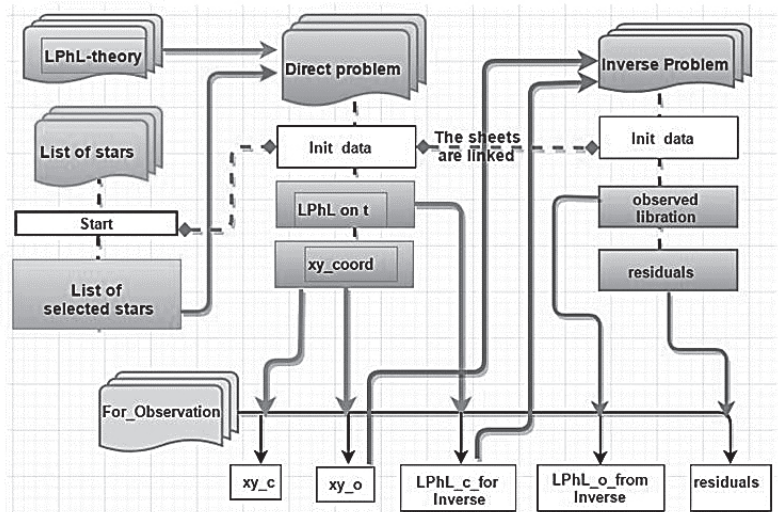 LPhL-theory
Direct problem
Inverse Problem
List of stars
Init data
The sheets
are linked
Init data
Start
LPhL on t
observed
libration
List of
selected stars
xy_coord
residuals
For_Observation
xy_c
xy_o
LPhL_c_for
Inverse
LPhL_o_from
Inverse
residuals